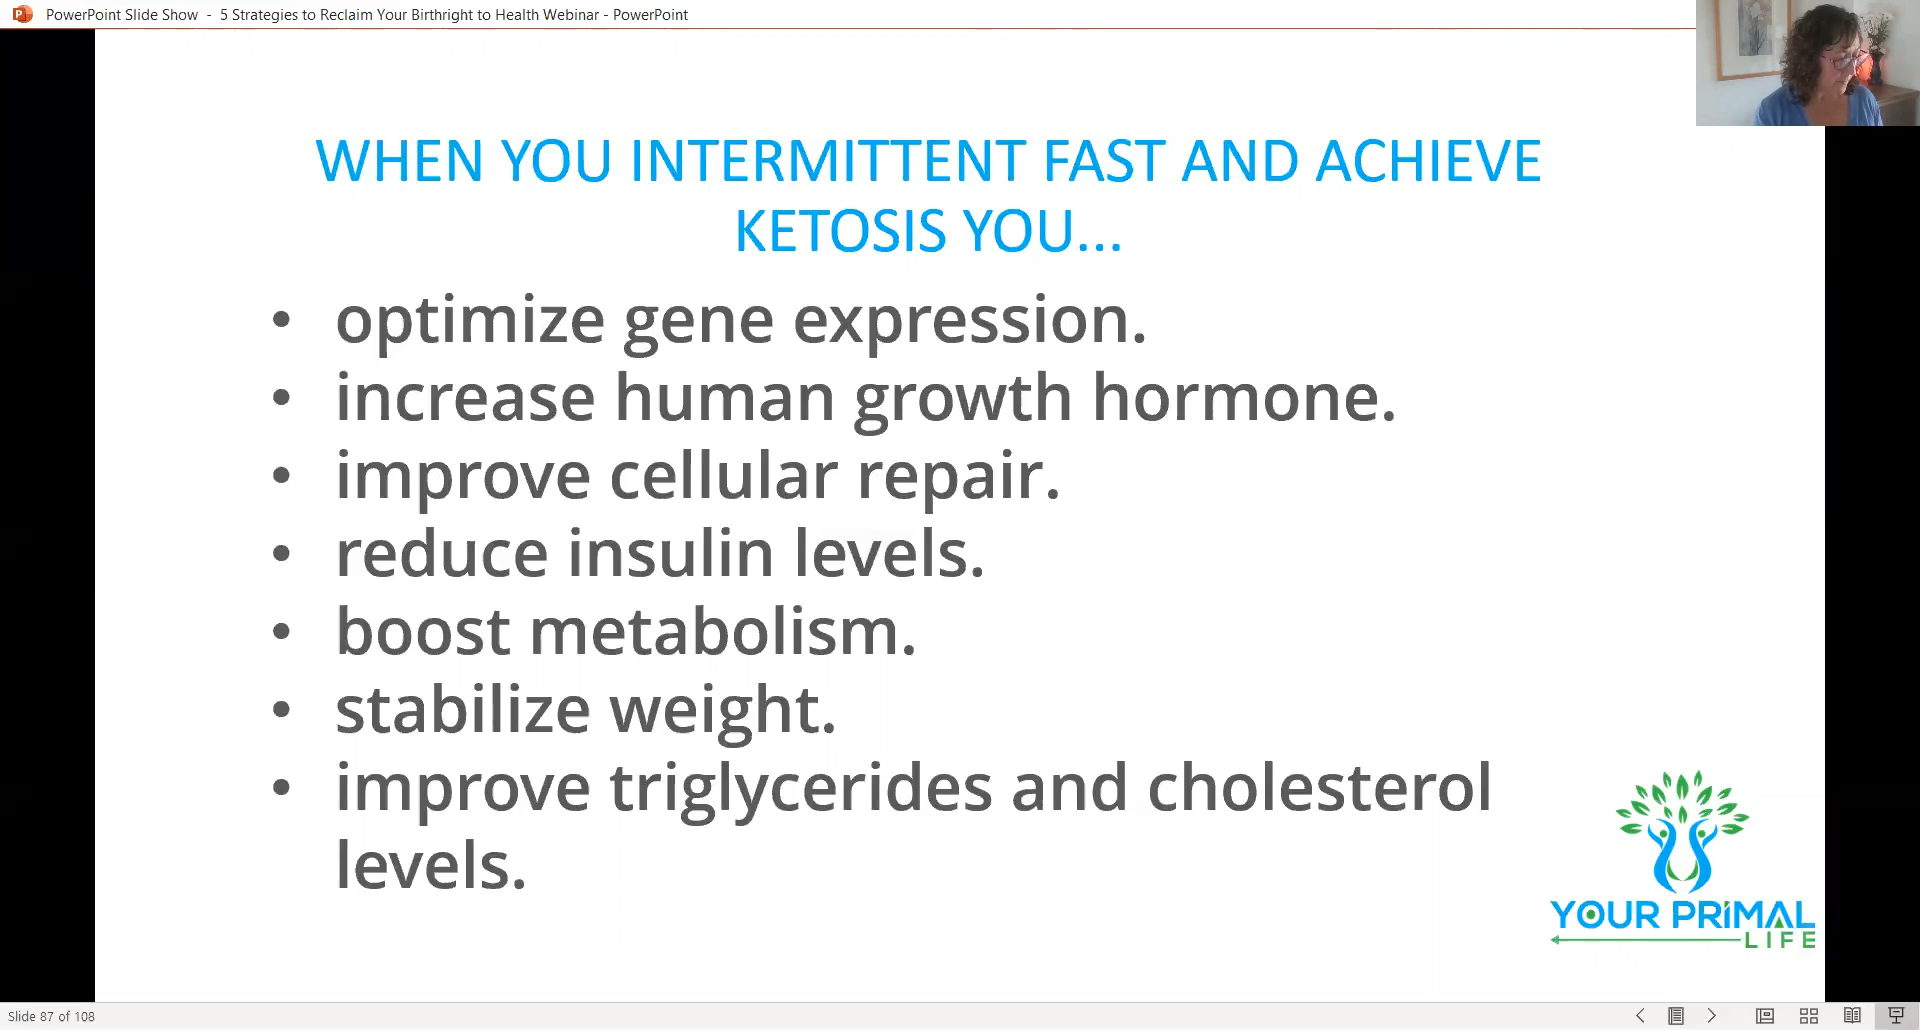 PowerPoint Slide Show - 5 Strategies to Reclaim Your Birthright to Health Webinar - PowerPoint
WHEN YOU INTERMITTENT FAST AND ACHIEVE
KETOSIS YOU...
• optimize gene expression.
• increase human growth hormone.
• improve cellular repair.
• reduce insulin levels.
• boost metabolism.
• stabilize weight.
• improve triglycerides and cholesterol
levels.
YOUR PRIMAL
LIFE
Slide 87 of 108